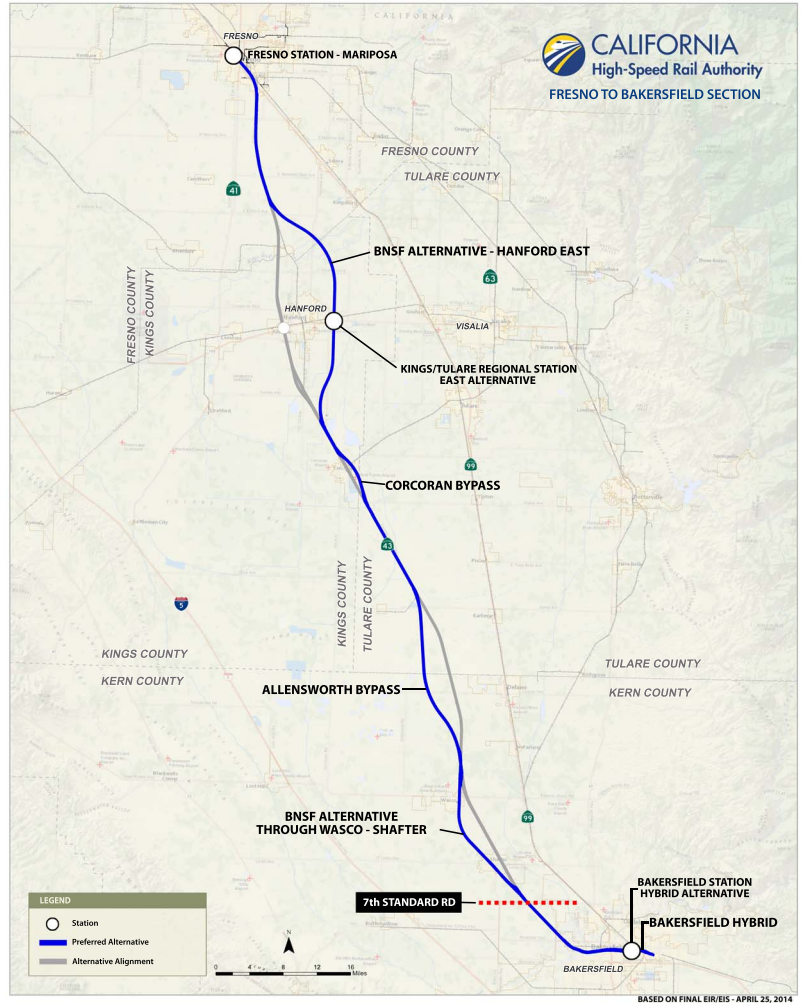 CALIFORNIA
FRESNO
FRESNO STATION - MARIPOSA
CALIFORNIA
High-Speed Rail Authority
FRESNO TO BAKERSFIELD SECTION
FRESNO COUNTY
TULARE COUNTY
41
BNSF ALTERNATIVE - HANFORD EAST
63
FRESNO COUNTY
KINGS COUNTY
HANFORD
VISALIA
KINGS/TULARE REGIONAL STATION
EAST ALTERNATIVE
99
CORCORAN BYPASS
43
KINGS COUNTY
TULARE COUNTY
5
KINGS COUNTY
KERN COUNTY
TULARE COUNTY
KERN COUNTY
ALLENSWORTH BYPASS
Delano
99
BNSF ALTERNATIVE
THROUGH WASCO - SHAFTER
7th STANDARD RD
BAKERSFIELD STATION
HYBRID ALTERNATIVE
BAKERSFIELD HYBRID
BAKERSFIELD
LEGEND
Station
Preferred Alternative
Alternative Alignment
N
0 4 8 12 16
Miles
BASED ON FINAL EIR/EIS - APRIL 25, 2014